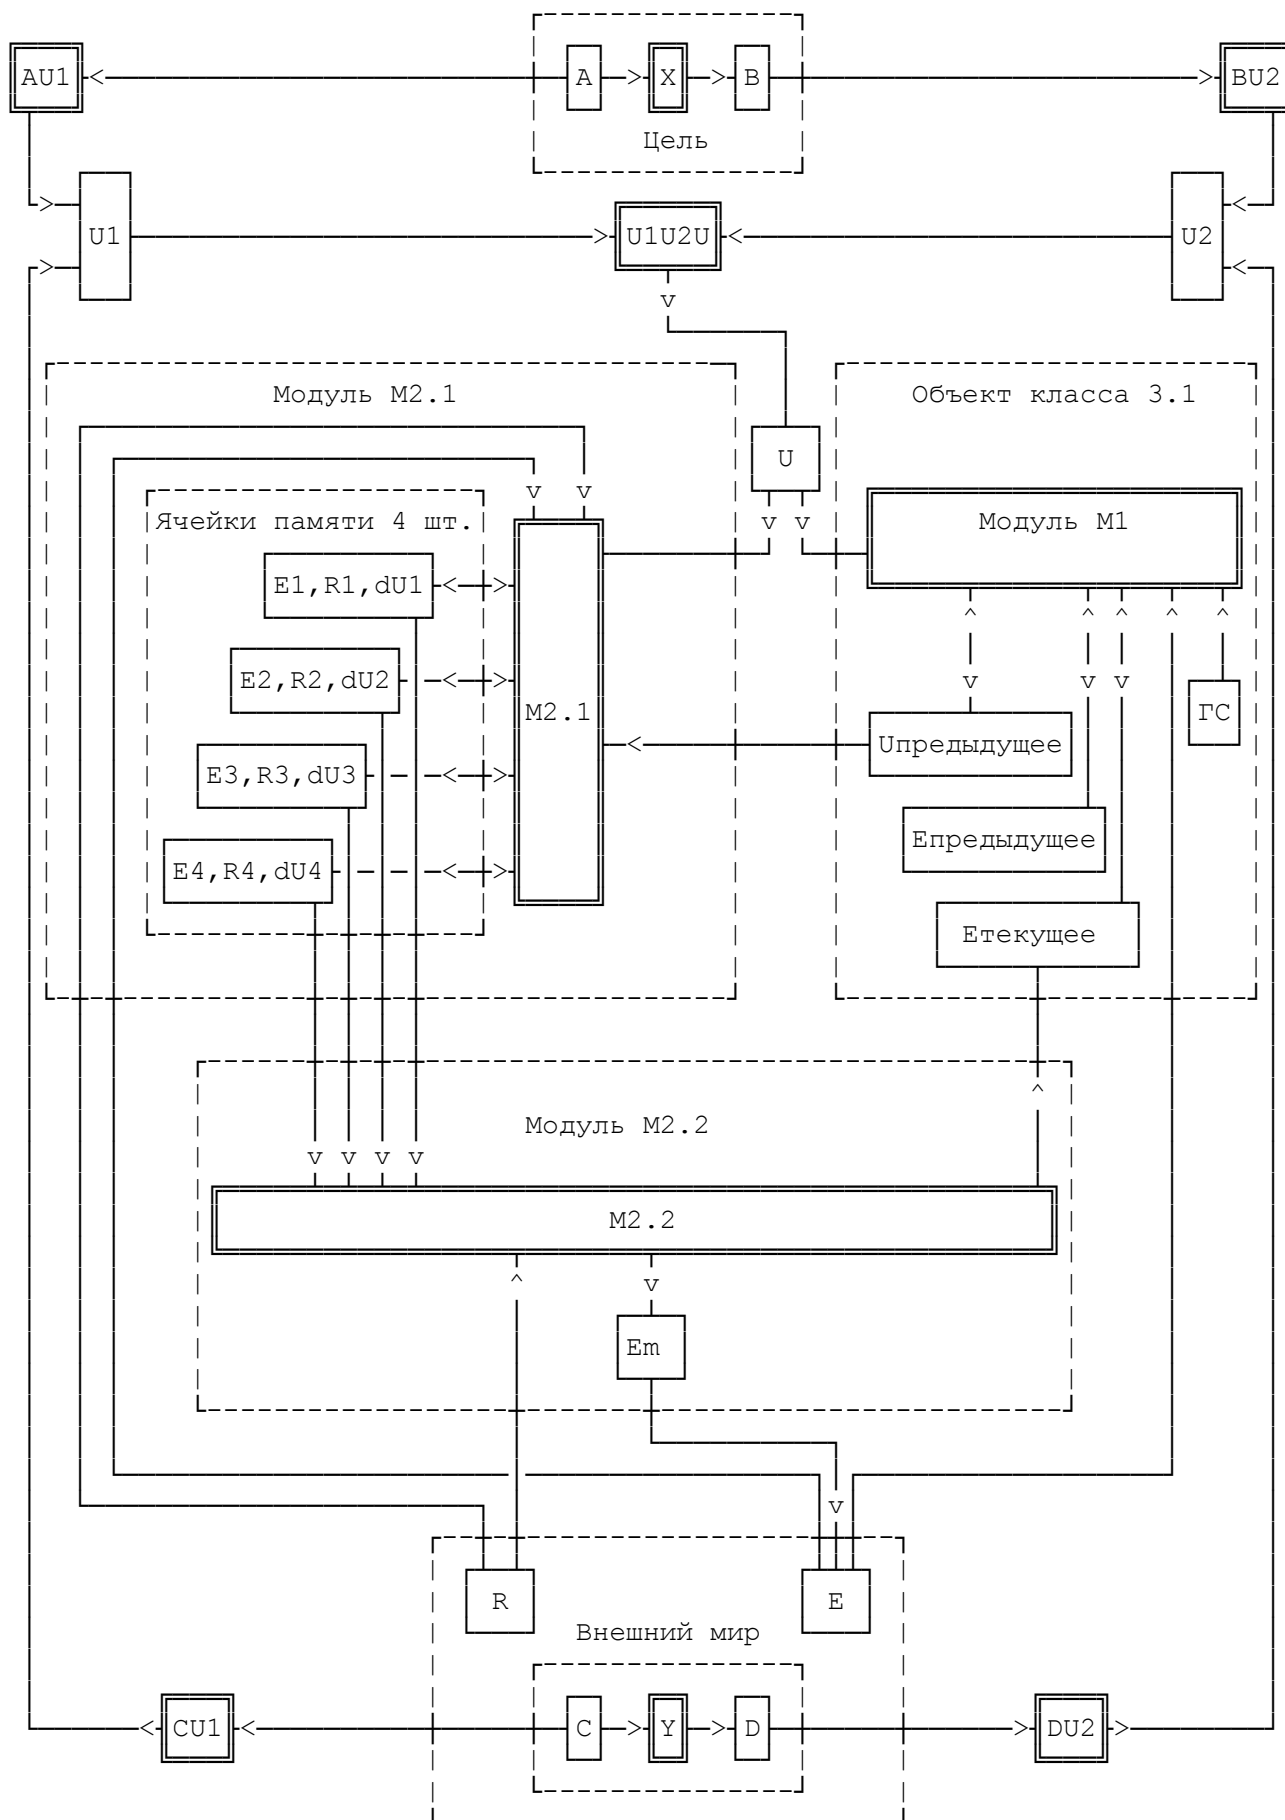 AU1 A X B BU2
Цель
U1 U1U2U U2
Модуль М2.1 Объект класса 3.1
U
Ячейки памяти 4 шт. Модуль М1
E1,R1,dU1
E2,R2,dU2
М2.1 ГС
Uпредыдущее
E3,R3,dU3
Eпредыдущее
E4,R4,dU4
Eтекущее
Модуль М2.2
М2.2
Em
R E
Внешний мир
CU1 C Y D DU2